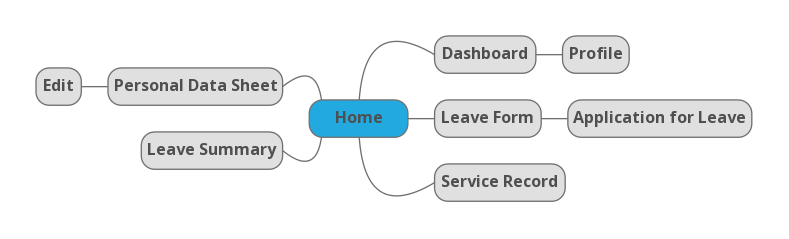 Dashboard
Profile
Edit
Personal Data Sheet
Home
Leave Form
Application for Leave
Leave Summary
Service Record